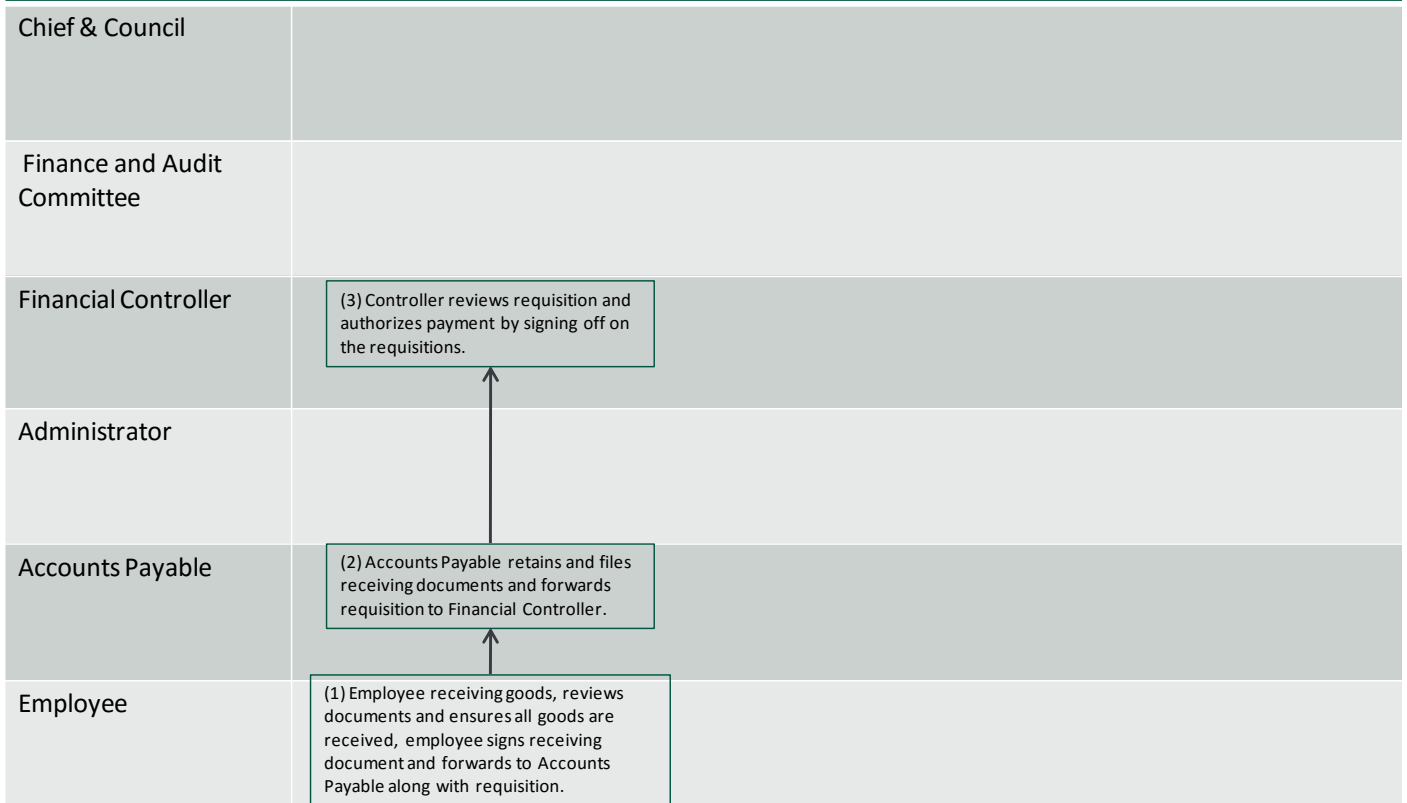 Chief & Council
Finance and Audit
Committee
Financial Controller
(3) Controller reviews requisition and
authorizes payment by signing off on
the requisitions.
Administrator
Accounts Payable
(2) Accounts Payable retains and files
receiving documents and forwards
requisition to Financial Controller.
Employee
(1) Employee receiving goods, reviews
documents and ensures all goods are
received, employee signs receiving
document and forwards to Accounts
Payable along with requisition.